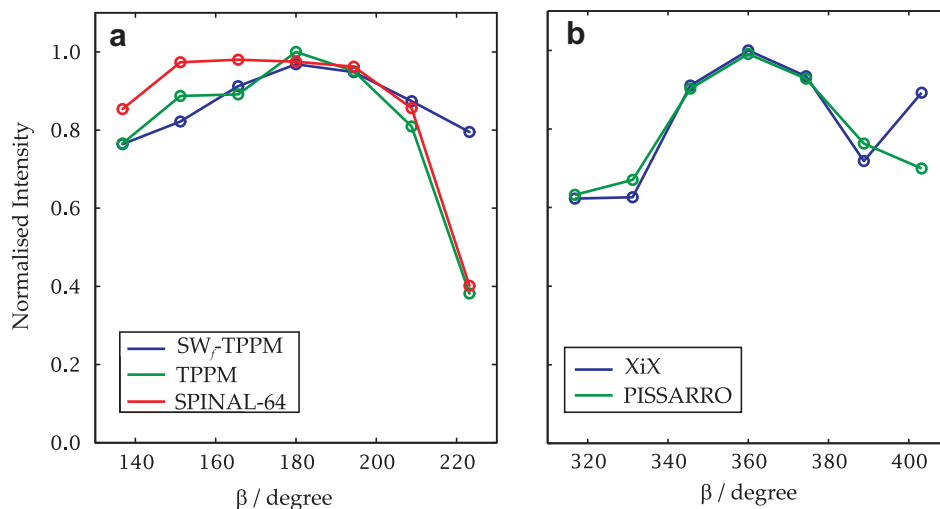 a
Normalised Intensity
1.0
0.8
0.6
0.4
0.2
0.0
SWf-TPPM
TPPM
SPINAL-64
140 160 180 200 220
β / degree
b
XiX
PISSARRO
320 340 360 380 400
β / degree